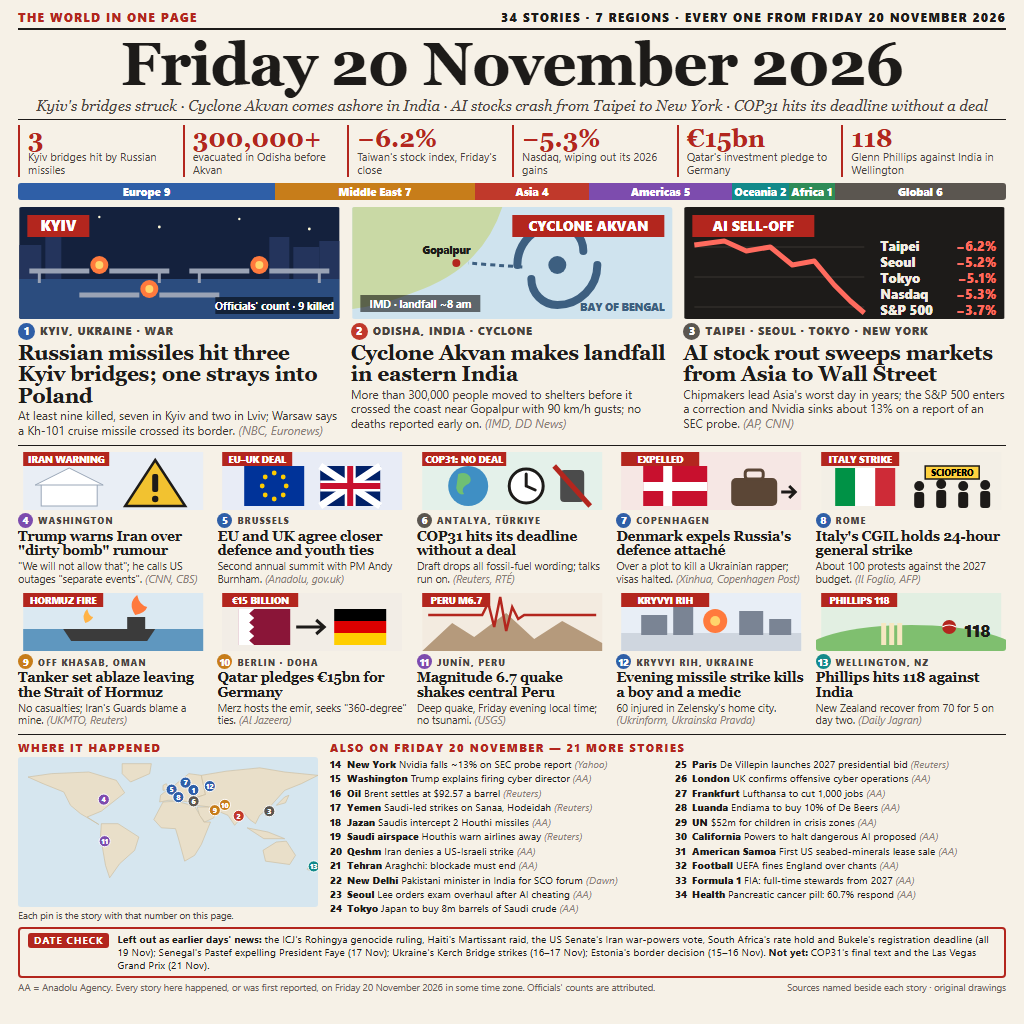 THE WORLD IN ONE PAGE
34 STORIES · 7 REGIONS · EVERY ONE FROM FRIDAY 20 NOVEMBER 2026
Friday 20 November 2026
Kyiv's bridges struck · Cyclone Akvan comes ashore in India · AI stocks crash from Taipei to New York · COP31 hits its deadline without a deal
3
Kyiv bridges hit by Russian
missiles
300,000+
evacuated in Odisha before
Akvan
−6.2%
Taiwan's stock index, Friday's
close
−5.3%
Nasdaq, wiping out its 2026
gains
€15bn
Qatar's investment pledge to
Germany
118
Glenn Phillips against India in
Wellington
Europe 9
Middle East 7
Asia 4
Americas 5
Oceania 2
Africa 1
Global 6
KYIV
Officials' count · 9 killed
1 KYIV, UKRAINE · WAR
Russian missiles hit three
Kyiv bridges; one strays into
Poland
At least nine killed, seven in Kyiv and two in Lviv; Warsaw says
a Kh-101 cruise missile crossed its border. (NBC, Euronews)
CYCLONE AKVAN
Gopalpur
IMD · landfall ~8 am
BAY OF BENGAL
2 ODISHA, INDIA · CYCLONE
Cyclone Akvan makes landfall
in eastern India
More than 300,000 people moved to shelters before it
crossed the coast near Gopalpur with 90 km/h gusts; no
deaths reported early on. (IMD, DD News)
AI SELL-OFF
Taipei −6.2%
Seoul −5.2%
Tokyo −5.1%
Nasdaq −5.3%
S&P 500 −3.7%
3 TAIPEI · SEOUL · TOKYO · NEW YORK
AI stock rout sweeps markets
from Asia to Wall Street
Chipmakers lead Asia's worst day in years; the S&P 500 enters
a correction and Nvidia sinks about 13% on a report of an
SEC probe. (AP, CNN)
IRAN WARNING
4 WASHINGTON
Trump warns Iran over
"dirty bomb" rumour
"We will not allow that"; he calls US
outages "separate events". (CNN, CBS)
EU–UK DEAL
5 BRUSSELS
EU and UK agree closer
defence and youth ties
Second annual summit with PM Andy
Burnham. (Anadolu, gov.uk)
COP31: NO DEAL
6 ANTALYA, TÜRKIYE
COP31 hits its deadline
without a deal
Draft drops all fossil-fuel wording; talks
run on. (Reuters, RTÉ)
EXPELLED
7 COPENHAGEN
Denmark expels Russia's
defence attaché
Over a plot to kill a Ukrainian rapper;
visas halted. (Xinhua, Copenhagen Post)
ITALY STRIKE
SCIOPERO
8 ROME
Italy's CGIL holds 24-hour
general strike
About 100 protests against the 2027
budget. (Il Foglio, AFP)
HORMUZ FIRE
9 OFF KHASAB, OMAN
Tanker set ablaze leaving
the Strait of Hormuz
No casualties; Iran's Guards blame a
mine. (UKMTO, Reuters)
€15 BILLION
10 BERLIN · DOHA
Qatar pledges €15bn for
Germany
Merz hosts the emir, seeks "360-degree"
ties. (Al Jazeera)
PERU M6.7
11 JUNÍN, PERU
Magnitude 6.7 quake
shakes central Peru
Deep quake, Friday evening local time;
no tsunami. (USGS)
KRYVYI RIH
12 KRYVYI RIH, UKRAINE
Evening missile strike kills
a boy and a medic
60 injured in Zelensky's home city.
(Ukrinform, Ukrainska Pravda)
PHILLIPS 118
118
13 WELLINGTON, NZ
Phillips hits 118 against
India
New Zealand recover from 70 for 5 on
day two. (Daily Jagran)
WHERE IT HAPPENED
5
7
8
1
6
12
4
9
10
2
3
11
13
Each pin is the story with that number on this page.
ALSO ON FRIDAY 20 NOVEMBER — 21 MORE STORIES
14 New York Nvidia falls ~13% on SEC probe report (Yahoo)
15 Washington Trump explains firing cyber director (AA)
16 Oil Brent settles at $92.57 a barrel (Reuters)
17 Yemen Saudi-led strikes on Sanaa, Hodeidah (Reuters)
18 Jazan Saudis intercept 2 Houthi missiles (AA)
19 Saudi airspace Houthis warn airlines away (Reuters)
20 Qeshm Iran denies a US-Israeli strike (AA)
21 Tehran Araghchi: blockade must end (AA)
22 New Delhi Pakistani minister in India for SCO forum (Dawn)
23 Seoul Lee orders exam overhaul after AI cheating (AA)
24 Tokyo Japan to buy 8m barrels of Saudi crude (AA)
25 Paris De Villepin launches 2027 presidential bid (Reuters)
26 London UK confirms offensive cyber operations (AA)
27 Frankfurt Lufthansa to cut 1,000 jobs (AA)
28 Luanda Endiama to buy 10% of De Beers (AA)
29 UN $52m for children in crisis zones (AA)
30 California Powers to halt dangerous AI proposed (AA)
31 American Samoa First US seabed-minerals lease sale (AA)
32 Football UEFA fines England over chants (AA)
33 Formula 1 FIA: full-time stewards from 2027 (AA)
34 Health Pancreatic cancer pill: 60.7% respond (AA)
DATE CHECK
Left out as earlier days' news: the ICJ's Rohingya genocide ruling, Haiti's Martissant raid, the US Senate's Iran war-powers vote, South Africa's rate hold and Bukele's registration deadline (all
19 Nov); Senegal's Pastef expelling President Faye (17 Nov); Ukraine's Kerch Bridge strikes (16–17 Nov); Estonia's border decision (15–16 Nov). Not yet: COP31's final text and the Las Vegas
Grand Prix (21 Nov).
AA = Anadolu Agency. Every story here happened, or was first reported, on Friday 20 November 2026 in some time zone. Officials' counts are attributed.
Sources named beside each story · original drawings